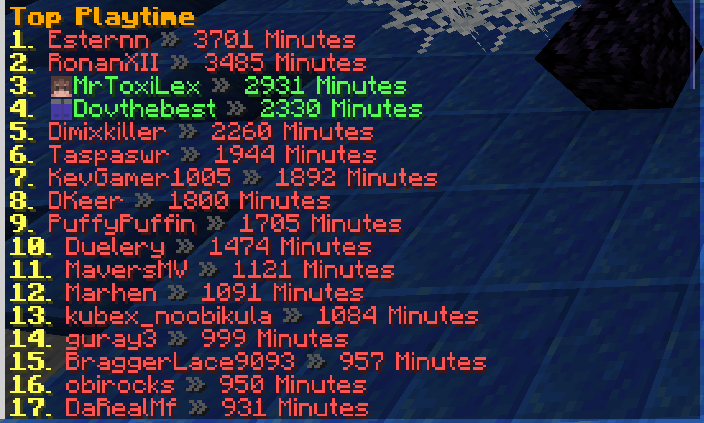 Top Playtime
1. Esternn » 3701 Minutes
2. RonanXII » 3485 Minutes
3. MrToxiLex » 2931 Minutes
4. Dovthebest » 2330 Minutes
5. Dimixkiller » 2260 Minutes
6. Taspaswr » 1944 Minutes
7. KevGamer1005 » 1892 Minutes
8. DKeer » 1800 Minutes
9. PuffyPuffin » 1705 Minutes
10. Duelery » 1474 Minutes
11. MaversMV » 1121 Minutes
12. Marhen » 1091 Minutes
13. kubex_noobikula » 1084 Minutes
14. guray3 » 999 Minutes
15. BraggerLace9093 » 957 Minutes
16. obirocks » 950 Minutes
17. DaRealMf » 931 Minutes